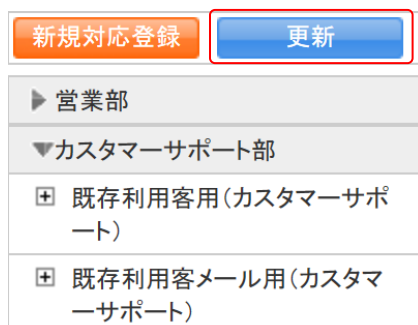 新規対応登録 更新
▶営業部
▼カスタマーサポート部
既存利用客用(カスタマーサポ
ート)
既存利用客メール用(カスタマ
ーサポート)